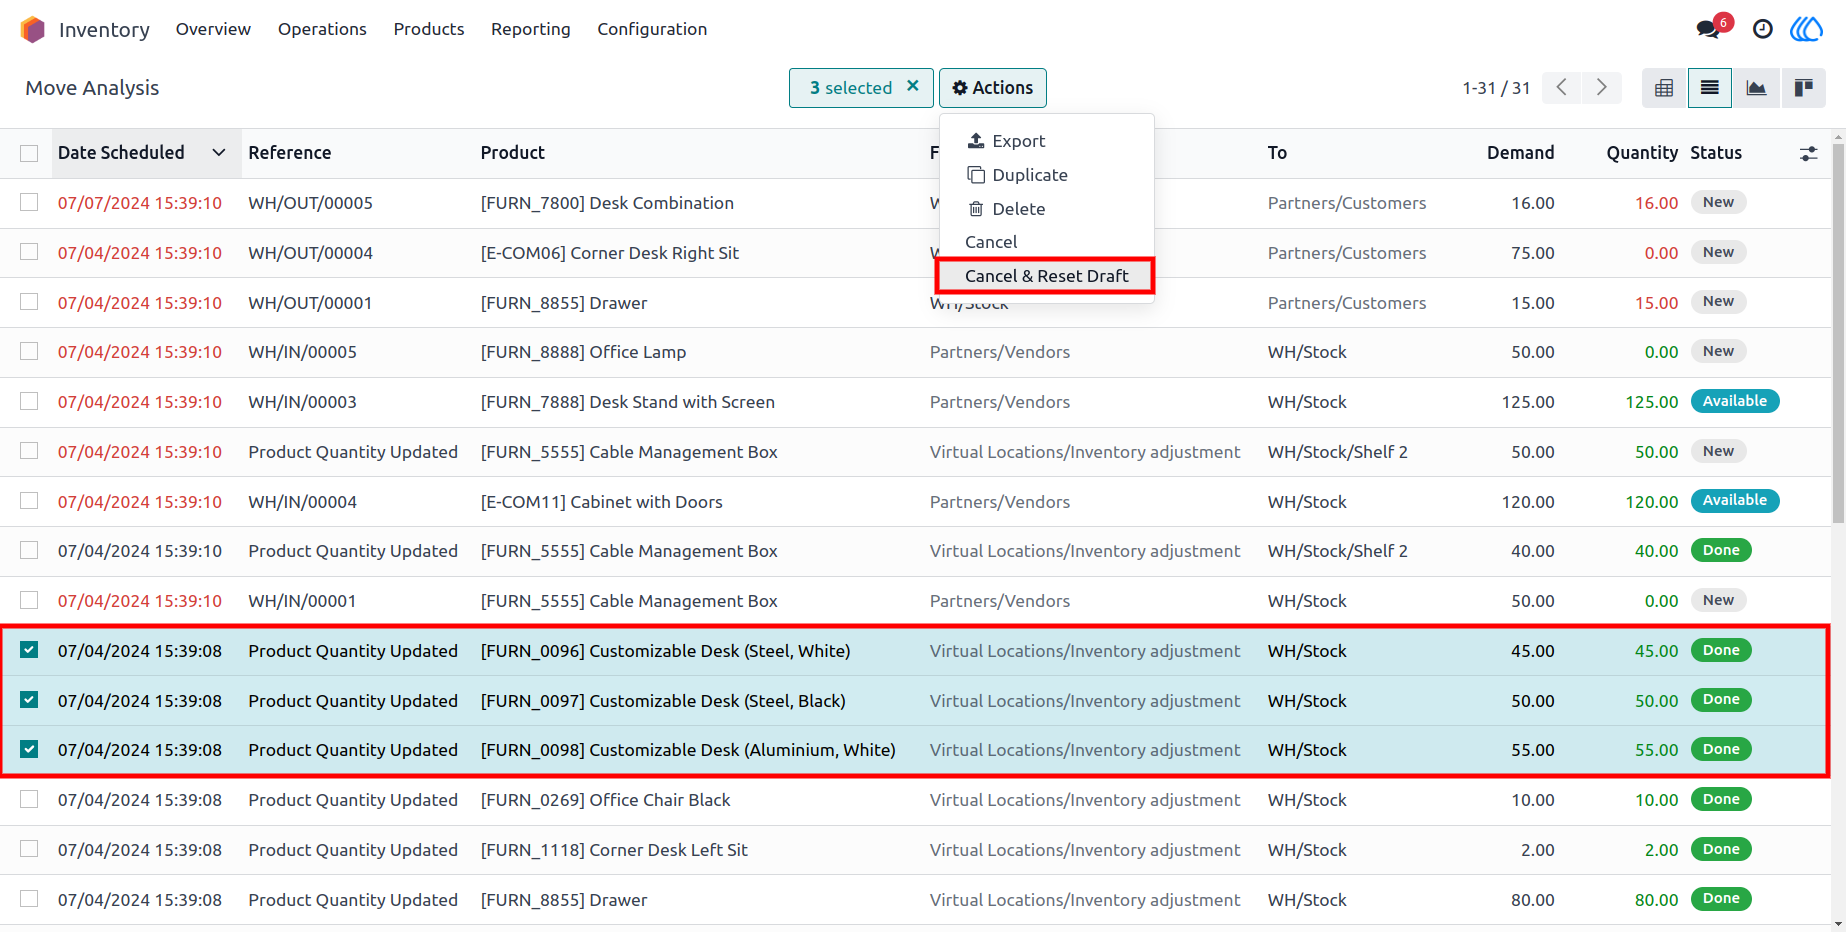 Inventory Overview Operations Products Reporting Configuration 6
Move Analysis 3 selected Actions 1-31 / 31
Export
Duplicate
Delete
Cancel
Cancel & Reset Draft
Date Scheduled Reference Product F To Demand Quantity Status
07/07/2024 15:39:10 WH/OUT/00005 [FURN_7800] Desk Combination Partners/Customers 16.00 16.00 New
07/04/2024 15:39:10 WH/OUT/00004 [E-COM06] Corner Desk Right Sit Partners/Customers 75.00 0.00 New
07/04/2024 15:39:10 WH/OUT/00001 [FURN_8855] Drawer WH/Stock Partners/Customers 15.00 15.00 New
07/04/2024 15:39:10 WH/IN/00005 [FURN_8888] Office Lamp Partners/Vendors WH/Stock 50.00 0.00 New
07/04/2024 15:39:10 WH/IN/00003 [FURN_7888] Desk Stand with Screen Partners/Vendors WH/Stock 125.00 125.00 Available
07/04/2024 15:39:10 Product Quantity Updated [FURN_5555] Cable Management Box Virtual Locations/Inventory adjustment WH/Stock/Shelf 2 50.00 50.00 New
07/04/2024 15:39:10 WH/IN/00004 [E-COM11] Cabinet with Doors Partners/Vendors WH/Stock 120.00 120.00 Available
07/04/2024 15:39:10 Product Quantity Updated [FURN_5555] Cable Management Box Virtual Locations/Inventory adjustment WH/Stock/Shelf 2 40.00 40.00 Done
07/04/2024 15:39:10 WH/IN/00001 [FURN_5555] Cable Management Box Partners/Vendors WH/Stock 50.00 0.00 New
07/04/2024 15:39:08 Product Quantity Updated [FURN_0096] Customizable Desk (Steel, White) Virtual Locations/Inventory adjustment WH/Stock 45.00 45.00 Done
07/04/2024 15:39:08 Product Quantity Updated [FURN_0097] Customizable Desk (Steel, Black) Virtual Locations/Inventory adjustment WH/Stock 50.00 50.00 Done
07/04/2024 15:39:08 Product Quantity Updated [FURN_0098] Customizable Desk (Aluminium, White) Virtual Locations/Inventory adjustment WH/Stock 55.00 55.00 Done
07/04/2024 15:39:08 Product Quantity Updated [FURN_0269] Office Chair Black Virtual Locations/Inventory adjustment WH/Stock 10.00 10.00 Done
07/04/2024 15:39:08 Product Quantity Updated [FURN_1118] Corner Desk Left Sit Virtual Locations/Inventory adjustment WH/Stock 2.00 2.00 Done
07/04/2024 15:39:08 Product Quantity Updated [FURN_8855] Drawer Virtual Locations/Inventory adjustment WH/Stock 80.00 80.00 Done